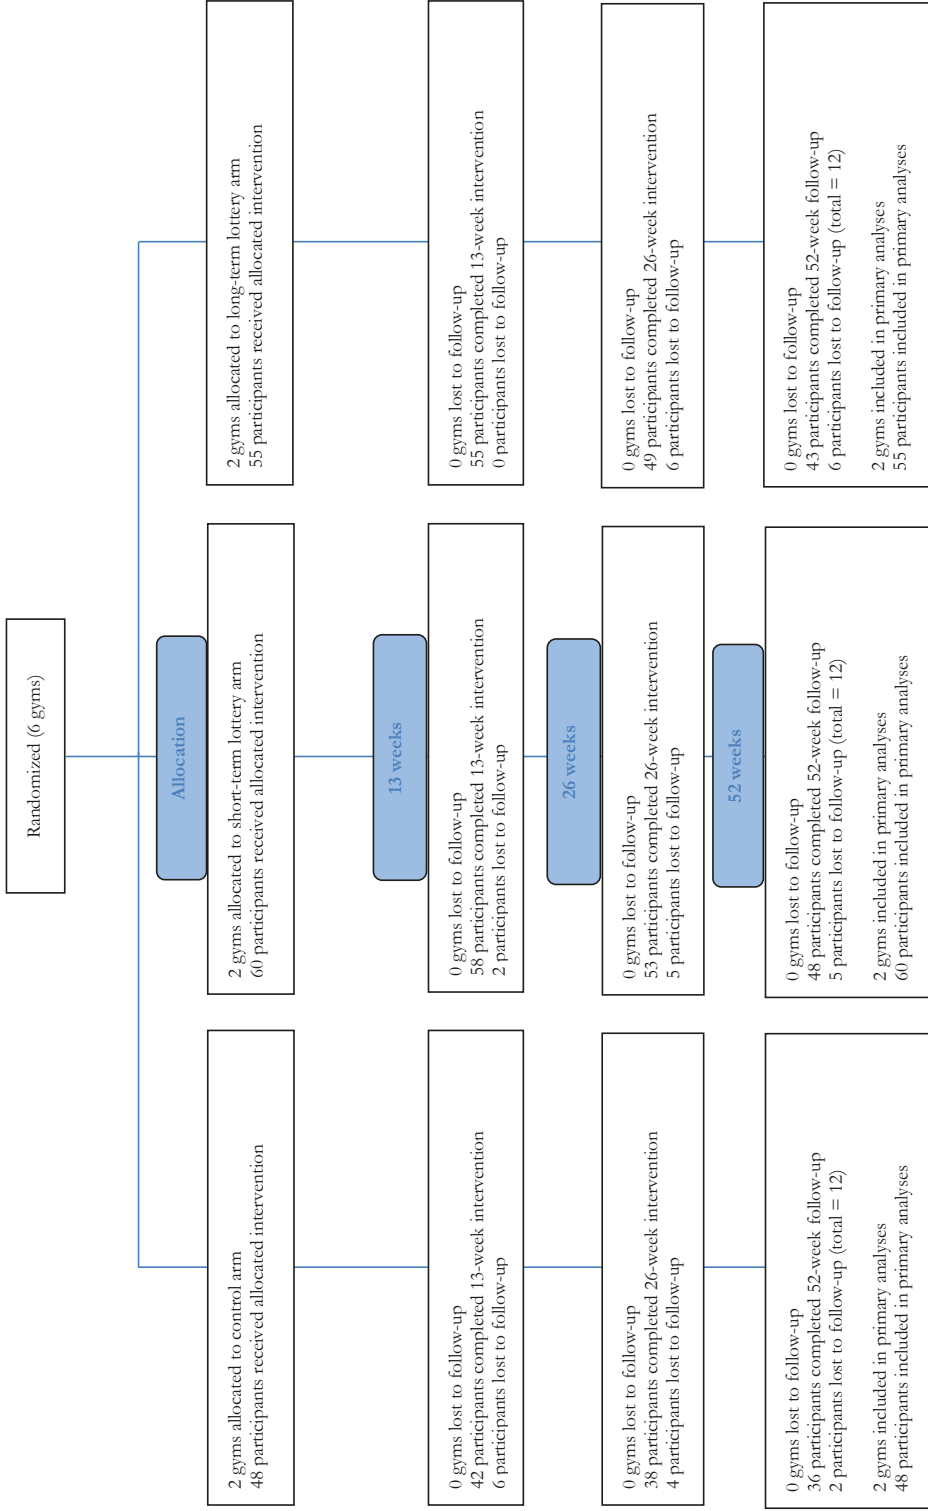 Randomized (6 gyms)
Allocation
2 gyms allocated to control arm
48 participants received allocated intervention
2 gyms allocated to short-term lottery arm
60 participants received allocated intervention
2 gyms allocated to long-term lottery arm
55 participants received allocated intervention
13 weeks
0 gyms lost to follow-up
42 participants completed 13-week intervention
6 participants lost to follow-up
0 gyms lost to follow-up
58 participants completed 13-week intervention
2 participants lost to follow-up
0 gyms lost to follow-up
55 participants completed 13-week intervention
0 participants lost to follow-up
26 weeks
0 gyms lost to follow-up
38 participants completed 26-week intervention
4 participants lost to follow-up
0 gyms lost to follow-up
53 participants completed 26-week intervention
5 participants lost to follow-up
0 gyms lost to follow-up
49 participants completed 26-week intervention
6 participants lost to follow-up
52 weeks
0 gyms lost to follow-up
36 participants completed 52-week follow-up
2 participants lost to follow-up (total = 12)
2 gyms included in primary analyses
48 participants included in primary analyses
0 gyms lost to follow-up
48 participants completed 52-week follow-up
5 participants lost to follow-up (total = 12)
2 gyms included in primary analyses
60 participants included in primary analyses
0 gyms lost to follow-up
43 participants completed 52-week follow-up
6 participants lost to follow-up (total = 12)
2 gyms included in primary analyses
55 participants included in primary analyses